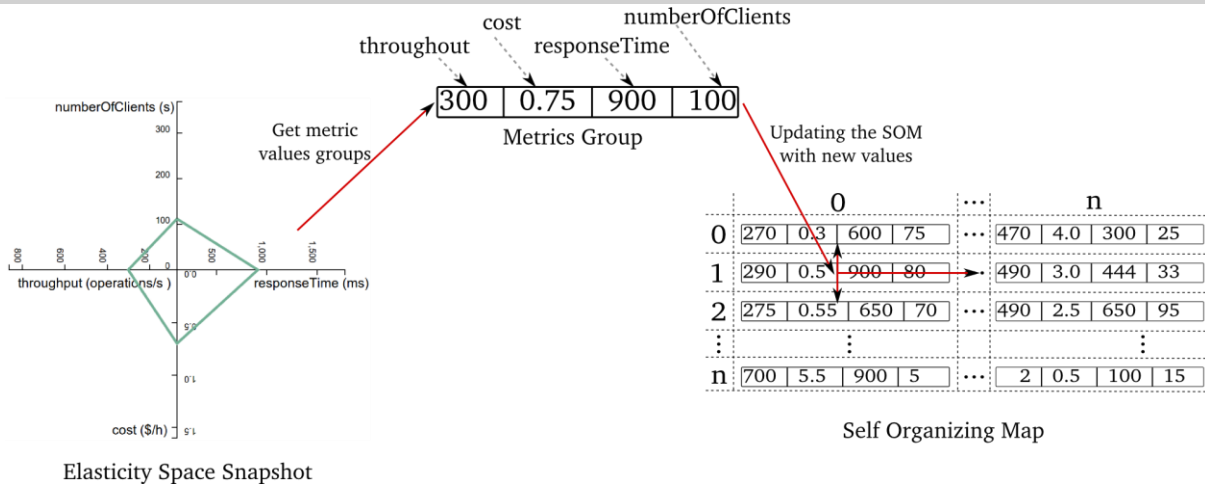 numberOfClients
cost
throughout
responseTime
300 0.75 900 100
Metrics Group
numberOfClients (s)
300
200
100
0
800 600 400 200
0.0
500 1,000 1,500
throughput (operations/s )
responseTime (ms)
0.5
1.0
1.5
cost ($/h)
Elasticity Space Snapshot
Get metric
values groups
Updating the SOM
with new values
0 ... n
0 270 0.3 600 75 ... 470 4.0 300 25
1 290 0.5 900 80 ... 490 3.0 444 33
2 275 0.55 650 70 ... 490 2.5 650 95
⋮ ⋮ ⋮
n 700 5.5 900 5 ... 2 0.5 100 15
Self Organizing Map